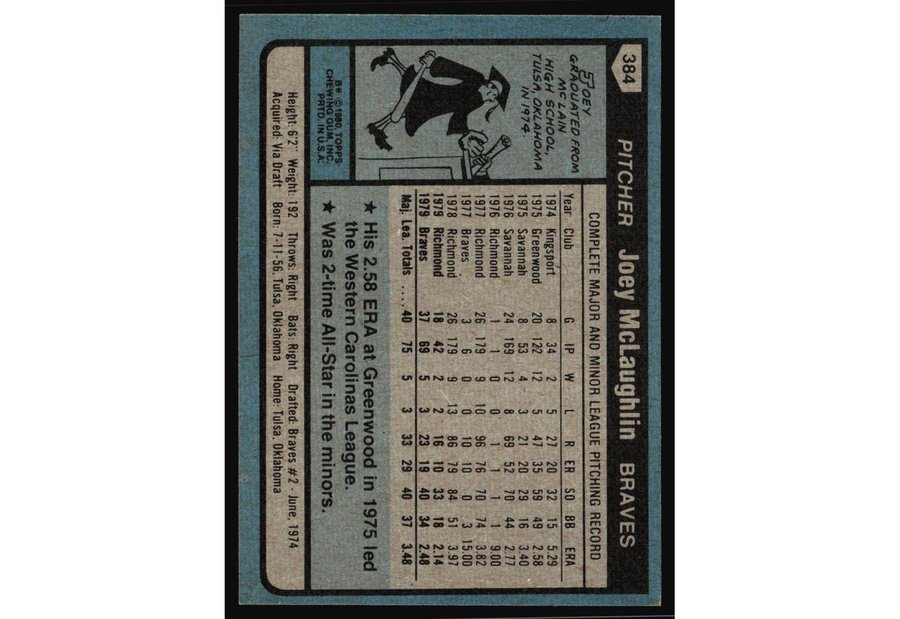 384 PITCHER Joey McLaughlin BRAVES
JOEY
GRADUATED FROM
MC LAIN
HIGH SCHOOL,
TULSA, OKLAHOMA
IN 1974.
B* © 1980, TOPPS
CHEWING GUM, INC.
PRTD. IN U.S.A.
COMPLETE MAJOR AND MINOR LEAGUE PITCHING RECORD
Year Club G IP W L R ER SO BB ERA
1974 Kingsport 8 34 2 5 27 20 32 15 5.29
1975 Greenwood 20 122 12 5 47 35 59 49 2.58
1975 Savannah 8 53 4 3 21 20 29 16 3.40
1976 Savannah 24 169 12 8 69 52 70 44 2.77
1976 Richmond 1 1 0 0 1 1 1 1 9.00
1977 Richmond 26 179 9 10 96 76 70 74 3.82
1977 Braves 3 6 0 0 10 10 0 3 15.00
1978 Richmond 26 179 9 13 86 79 84 51 3.97
1979 Richmond 18 42 2 2 16 10 33 18 2.14
1979 Braves 37 69 5 3 23 19 40 34 2.48
Maj. Lea. Totals .... 40 75 5 3 33 29 40 37 3.48
★ His 2.58 ERA at Greenwood in 1975 led
the Western Carolinas League.
★ Was 2-time All-Star in the minors.
Height: 6'2" Weight: 192 Throws: Right Bats: Right Drafted: Braves #2 - June, 1974
Acquired: Via Draft Born: 7-11-56, Tulsa, Oklahoma Home: Tulsa, Oklahoma